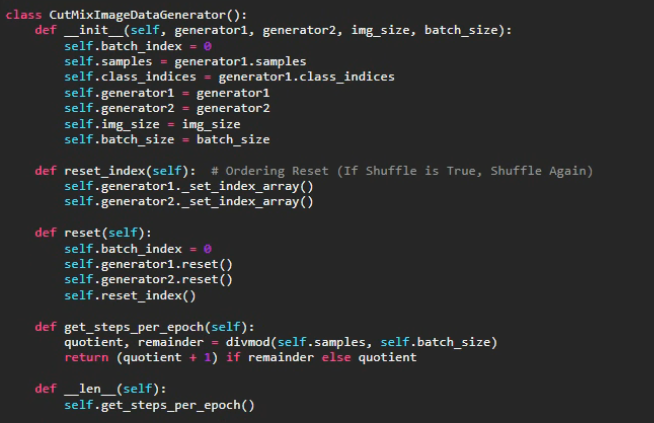 class CutMixImageDataGenerator():
    def __init__(self, generator1, generator2, img_size, batch_size):
        self.batch_index = 0
        self.samples = generator1.samples
        self.class_indices = generator1.class_indices
        self.generator1 = generator1
        self.generator2 = generator2
        self.img_size = img_size
        self.batch_size = batch_size
    def reset_index(self):  # Ordering Reset (If Shuffle is True, Shuffle Again)
        self.generator1._set_index_array()
        self.generator2._set_index_array()
    def reset(self):
        self.batch_index = 0
        self.generator1.reset()
        self.generator2.reset()
        self.reset_index()
    def get_steps_per_epoch(self):
        quotient, remainder = divmod(self.samples, self.batch_size)
        return (quotient + 1) if remainder else quotient
    def __len__(self):
        self.get_steps_per_epoch()